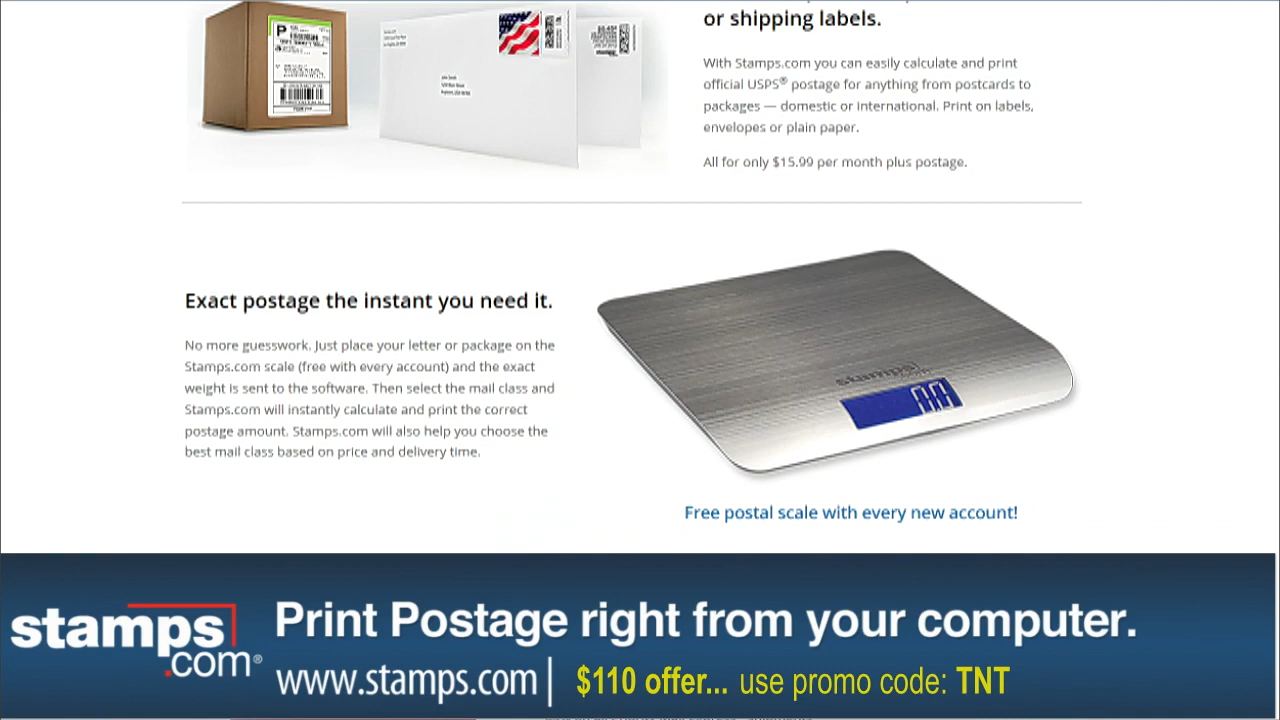 or shipping labels.
With Stamps.com you can easily calculate and print
official USPS® postage for anything from postcards to
packages — domestic or international. Print on labels,
envelopes or plain paper.
All for only $15.99 per month plus postage.
P
Exact postage the instant you need it.
No more guesswork. Just place your letter or package on the
Stamps.com scale (free with every account) and the exact
weight is sent to the software. Then select the mail class and
Stamps.com will instantly calculate and print the correct
postage amount. Stamps.com will also help you choose the
best mail class based on price and delivery time.
stamps
0.0
Free postal scale with every new account!
stamps
.com®
Print Postage right from your computer.
www.stamps.com | $110 offer... use promo code: TNT